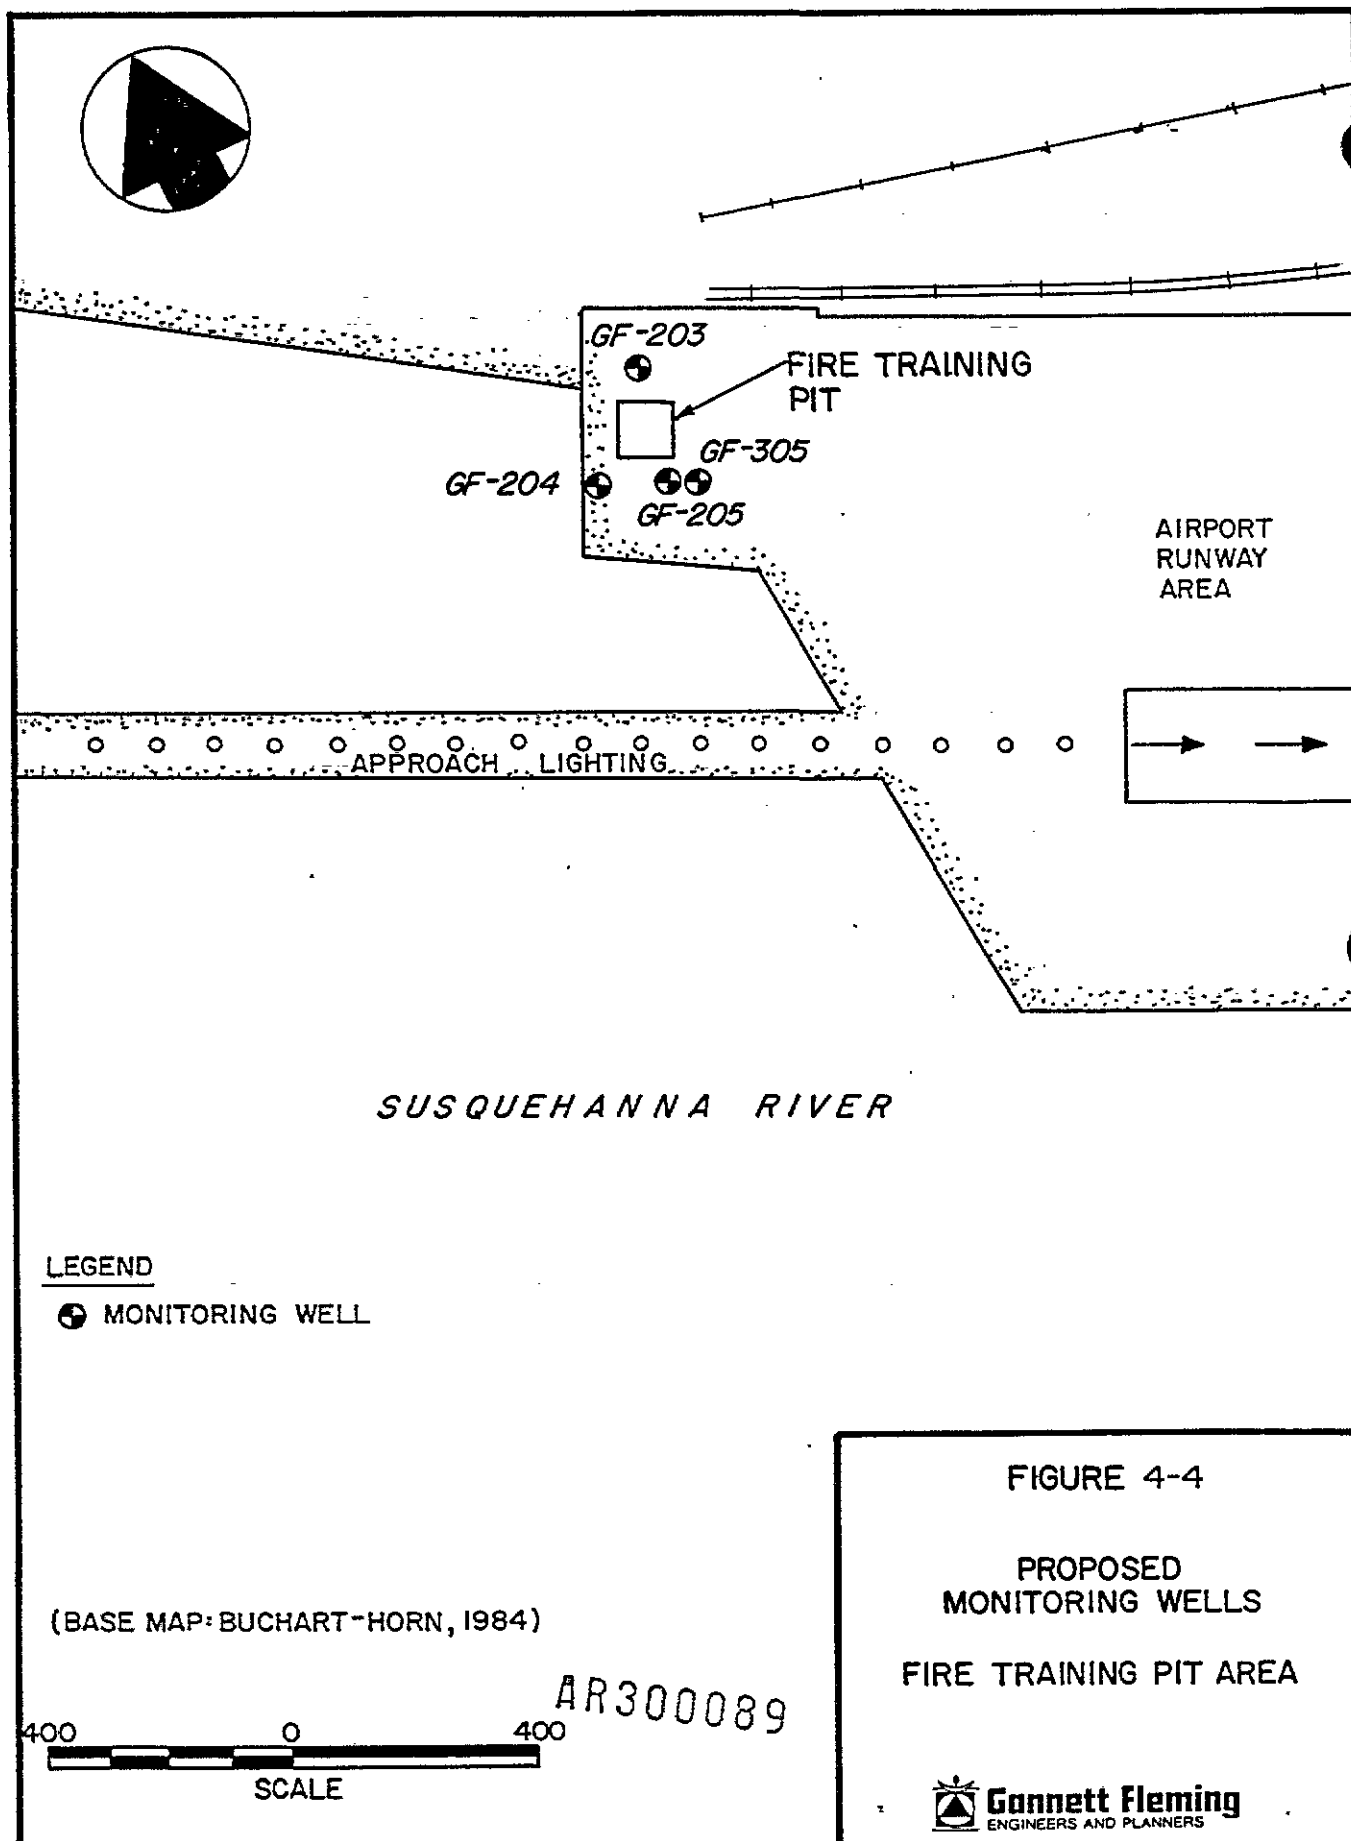 GF-203
FIRE TRAINING
PIT
GF-305
GF-204
GF-205
AIRPORT
RUNWAY
AREA
APPROACH LIGHTING
SUSQUEHANNA RIVER
LEGEND
MONITORING WELL
FIGURE 4-4
PROPOSED
MONITORING WELLS
FIRE TRAINING PIT AREA
(BASE MAP: BUCHART-HORN, 1984)
AR300089
400 0 400
SCALE
Gannett Fleming
ENGINEERS AND PLANNERS